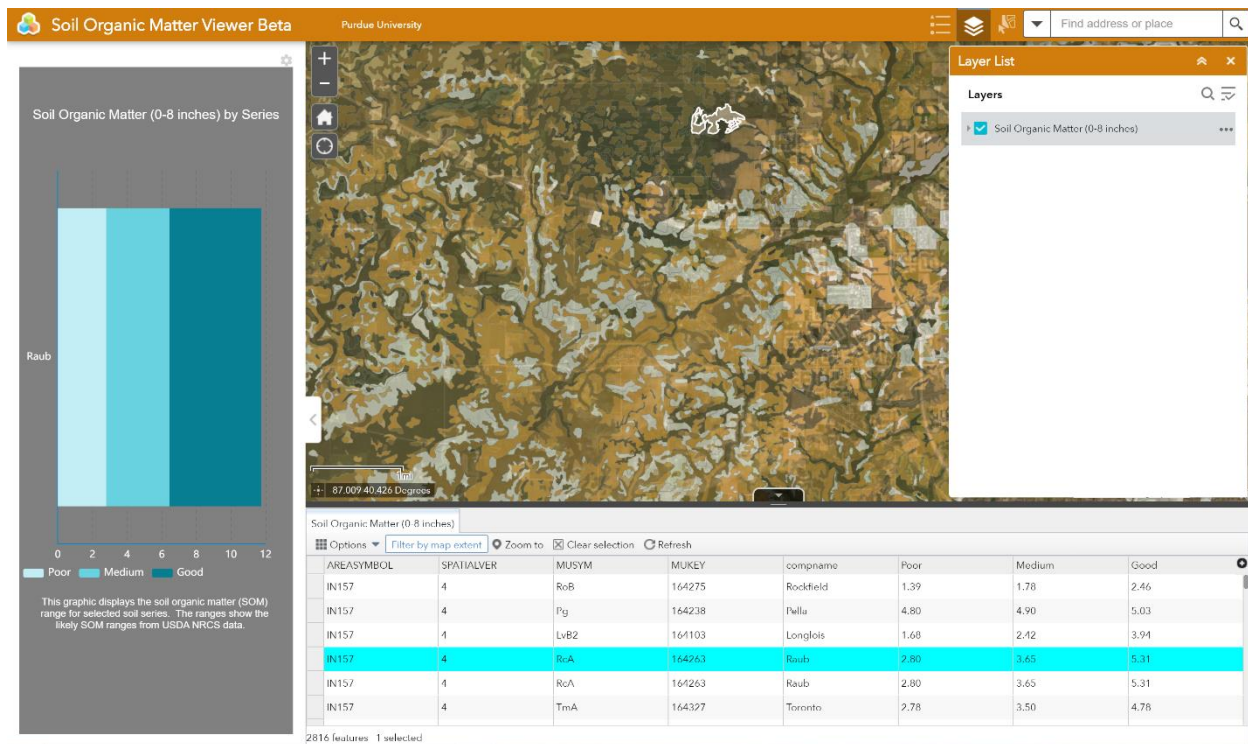 Soil Organic Matter Viewer Beta
Purdue University
Find address or place
Soil Organic Matter (0-8 inches) by Series
Raub
0 2 4 6 8 10 12
Poor Medium Good
This graphic displays the soil organic matter (SOM)
range for selected soil series. The ranges show the
likely SOM ranges from USDA NRCS data.
+
−
1mi
-87.009 40.426 Degrees
Layer List
Layers
Soil Organic Matter (0-8 inches)
Soil Organic Matter (0-8 inches)
Options Filter by map extent Zoom to Clear selection Refresh
AREASYMBOL SPATIALVER MUSYM MUKEY compname Poor Medium Good
IN157 4 RoB 164275 Rockfield 1.39 1.78 2.46
IN157 4 Pg 164238 Pella 4.80 4.90 5.03
IN157 4 LvB2 164103 Longlois 1.68 2.42 3.94
IN157 4 RcA 164263 Raub 2.80 3.65 5.31
IN157 4 RcA 164263 Raub 2.80 3.65 5.31
IN157 4 TmA 164327 Toronto 2.78 3.50 4.78
2816 features 1 selected